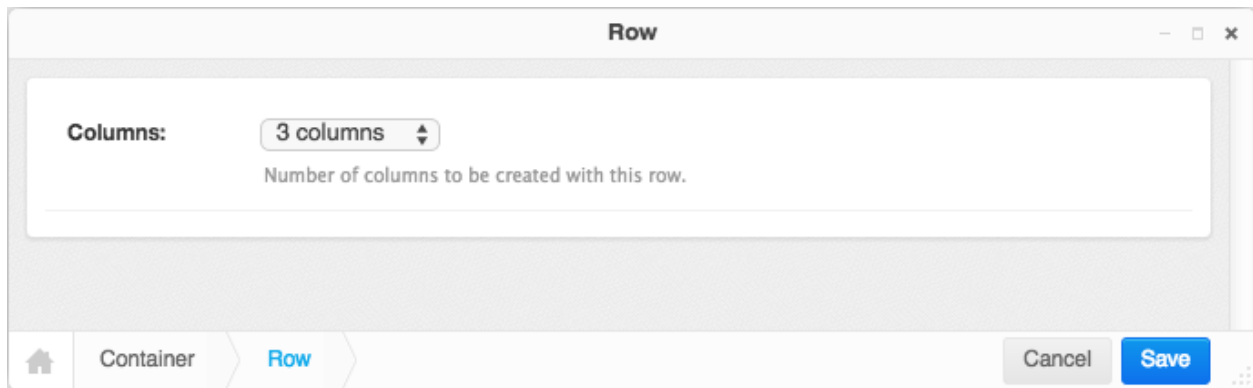 Row
Columns:
3 columns
Number of columns to be created with this row.
Container
Row
Cancel
Save